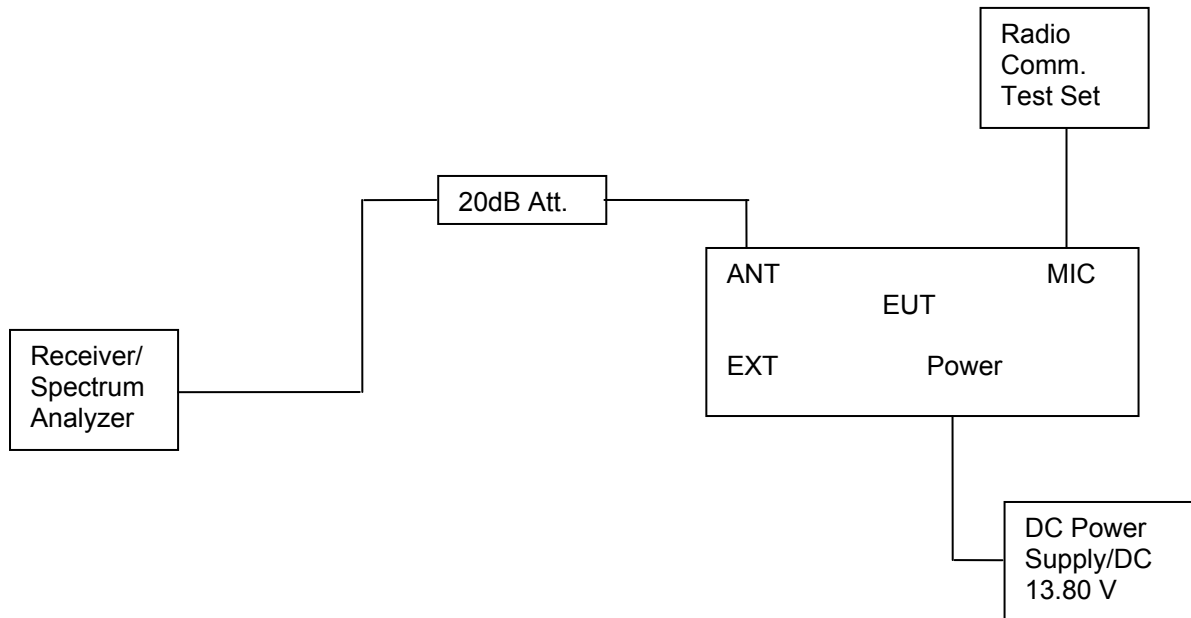 Radio
Comm.
Test Set
20dB Att.
ANT
MIC
EUT
Receiver/
Spectrum
Analyzer
EXT
Power
DC Power
Supply/DC
13.80 V